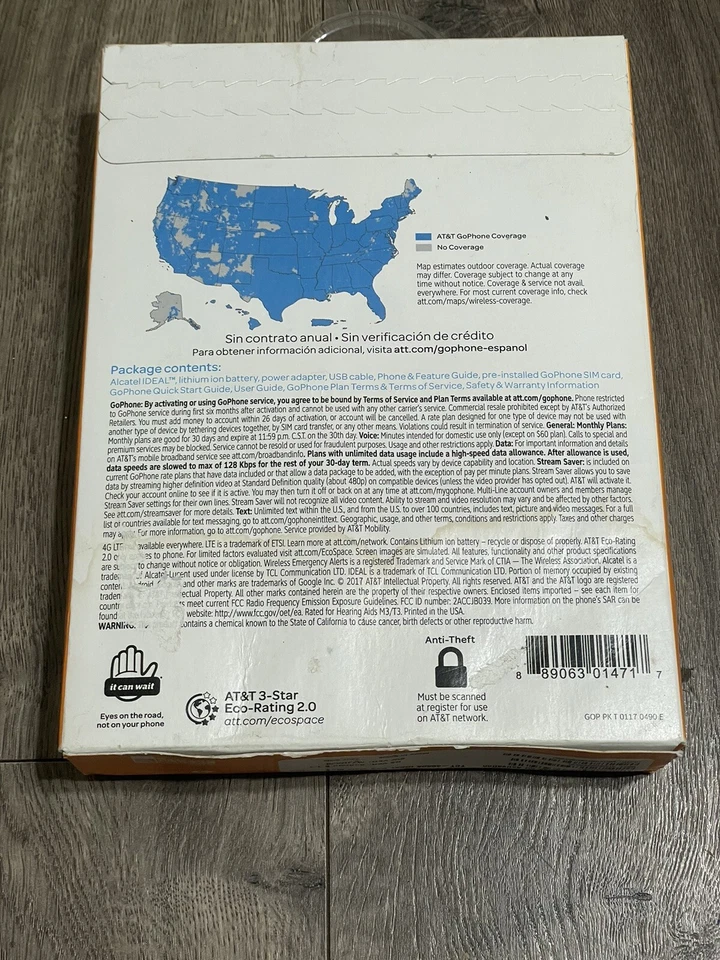 AT&T GoPhone Coverage
No Coverage
Map estimates outdoor coverage. Actual coverage
may differ. Coverage subject to change at any
time without notice. Coverage & service not avail.
everywhere. For most current coverage info, check
att.com/maps/wireless-coverage.
Sin contrato anual • Sin verificación de crédito
Para obtener información adicional, visita att.com/gophone-espanol
Package contents:
Alcatel IDEAL™, lithium ion battery, power adapter, USB cable, Phone & Feature Guide, pre-installed GoPhone SIM card,
GoPhone Quick Start Guide, User Guide, GoPhone Plan Terms & Terms of Service, Safety & Warranty Information
GoPhone: By activating or using GoPhone service, you agree to be bound by Terms of Service and Plan Terms available at att.com/gophone. Phone restricted
to GoPhone service during first six months after activation and cannot be used with any other carrier's service. Commercial resale prohibited except by AT&T's Authorized
Retailers. You must add money to account within 26 days of activation, or account will be cancelled. A rate plan designed for one type of device may not be used with
another type of device by tethering devices together, by SIM card transfer, or any other means. Violations could result in termination of service. General: Monthly Plans:
Monthly plans are good for 30 days and expire at 11:59 p.m. C.S.T. on the 30th day. Voice: Minutes intended for domestic use only (except on $60 plan). Calls to special and
premium services may be blocked. Service cannot be resold or used for fraudulent purposes. Usage and other restrictions apply. Data: For important information and details
on AT&T's mobile broadband service see att.com/broadbandinfo. Plans with unlimited data usage include a high-speed data allowance. After allowance is used,
data speeds are slowed to max of 128 Kbps for the rest of your 30-day term. Actual speeds vary by device capability and location. Stream Saver: is included on
current GoPhone rate plans that have data included or that allow a data package to be added, with the exception of pay per minute plans. Stream Saver allows you to save
data by streaming higher definition video at Standard Definition quality (about 480p) on compatible devices (unless the video provider has opted out). AT&T will activate it.
Check your account online to see if it is active. You may then turn it off or back on at any time at att.com/mygophone. Multi-Line account owners and members manage
Stream Saver settings for their own lines. Stream Saver will not recognize all video content. Ability to stream and video resolution may vary and be affected by other factors.
See att.com/streamsaver for more details. Text: Unlimited text within the U.S., and from the U.S. to over 100 countries, includes text, picture and video messages. For a full
list of countries available for text messaging, go to att.com/gophoneintltext. Geographic, usage, and other terms, conditions and restrictions apply. Taxes and other charges
may For more information, go to att.com/gophone. Service provided by AT&T Mobility.
4G LTE available everywhere. LTE is a trademark of ETSI. Learn more at att.com/network. Contains Lithium ion battery – recycle or dispose of properly. AT&T Eco-Rating
2.0 to phone. For limited factors evaluated visit att.com/EcoSpace. Screen images are simulated. All features, functionality and other product specifications
are to change without notice or obligation. Wireless Emergency Alerts is a registered Trademark and Service Mark of CTIA — The Wireless Association. Alcatel is a
Alcatel-Lucent used under license by TCL Communication LTD. IDEAL is a trademark of TCL Communication LTD. Portion of memory occupied by existing
and other marks are trademarks of Google Inc. © 2017 AT&T Intellectual Property. All rights reserved. AT&T and the AT&T logo are registered
Property. All other marks contained herein are the property of their respective owners. Enclosed items imported — see each item for
meet current FCC Radio Frequency Emission Exposure Guidelines. FCC ID number: 2ACCJB039. More information on the phone's SAR can be
found website: http://www.fcc.gov/oet/ea. Rated for Hearing Aids M3/T3. Printed in the USA.
WARNING: contains a chemical known to the State of California to cause cancer, birth defects or other reproductive harm.
it can wait
Eyes on the road,
not on your phone
AT&T 3-Star
Eco-Rating 2.0
att.com/ecospace
Anti-Theft
Must be scanned
at register for use
on AT&T network.
8 89063 01471 7
GOP PK T 0117 0490 E